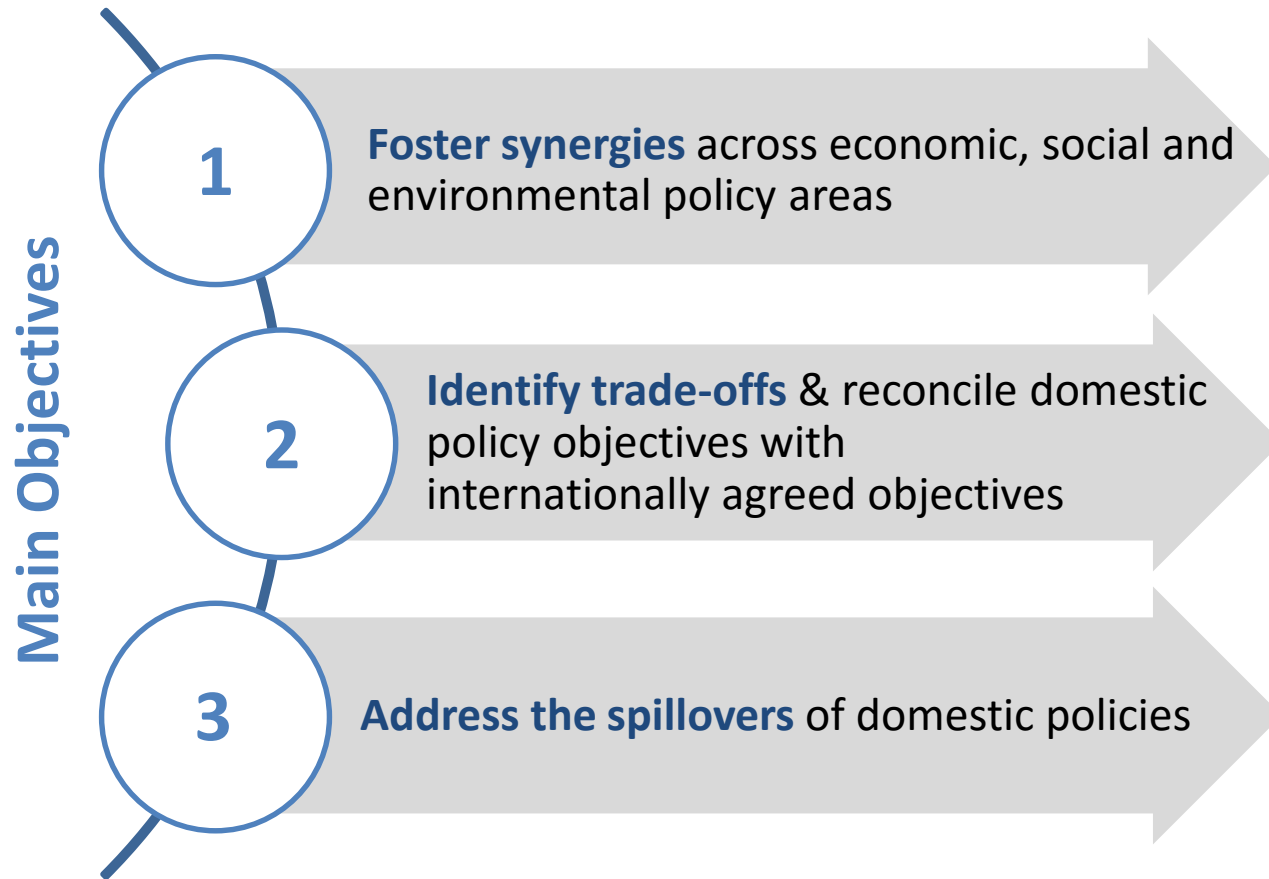 Main Objectives
1
Foster synergies across economic, social and
environmental policy areas
2
Identify trade-offs & reconcile domestic
policy objectives with
internationally agreed objectives
3
Address the spillovers of domestic policies